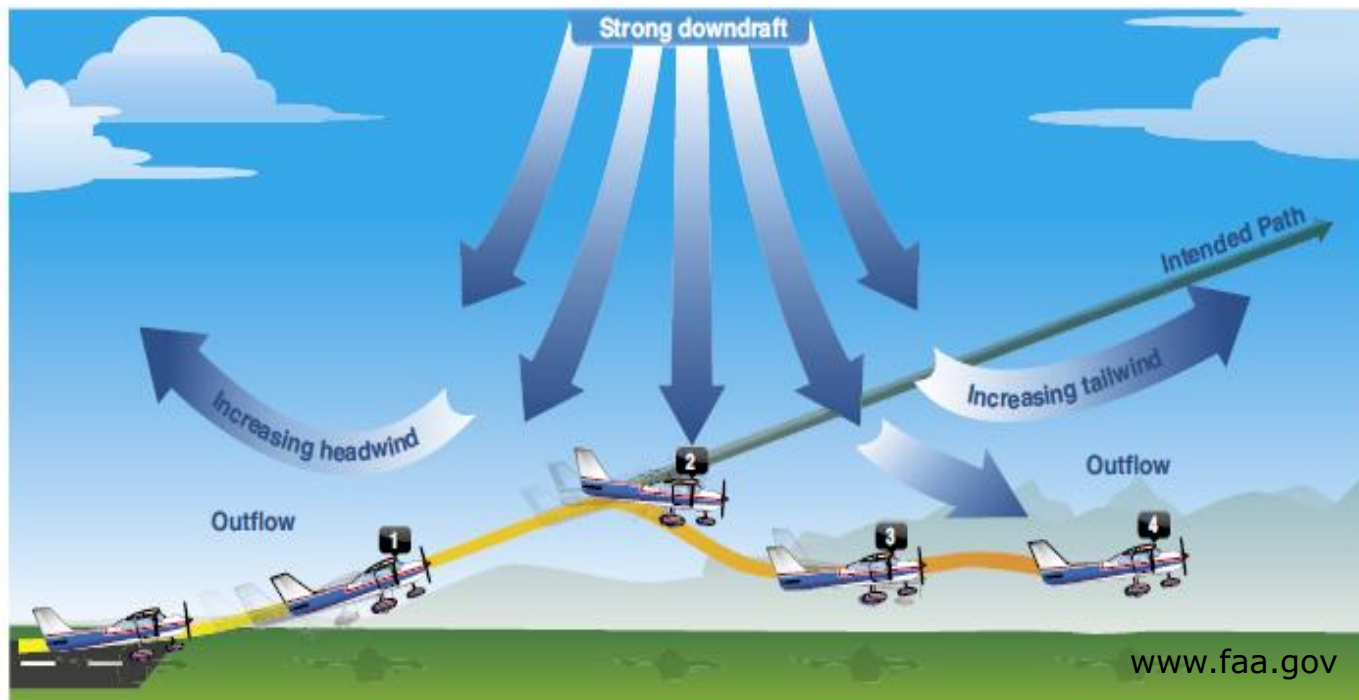 Strong downdraft
Intended Path
Increasing headwind
Increasing tailwind
2
Outflow
Outflow
1
3
4
www.faa.gov